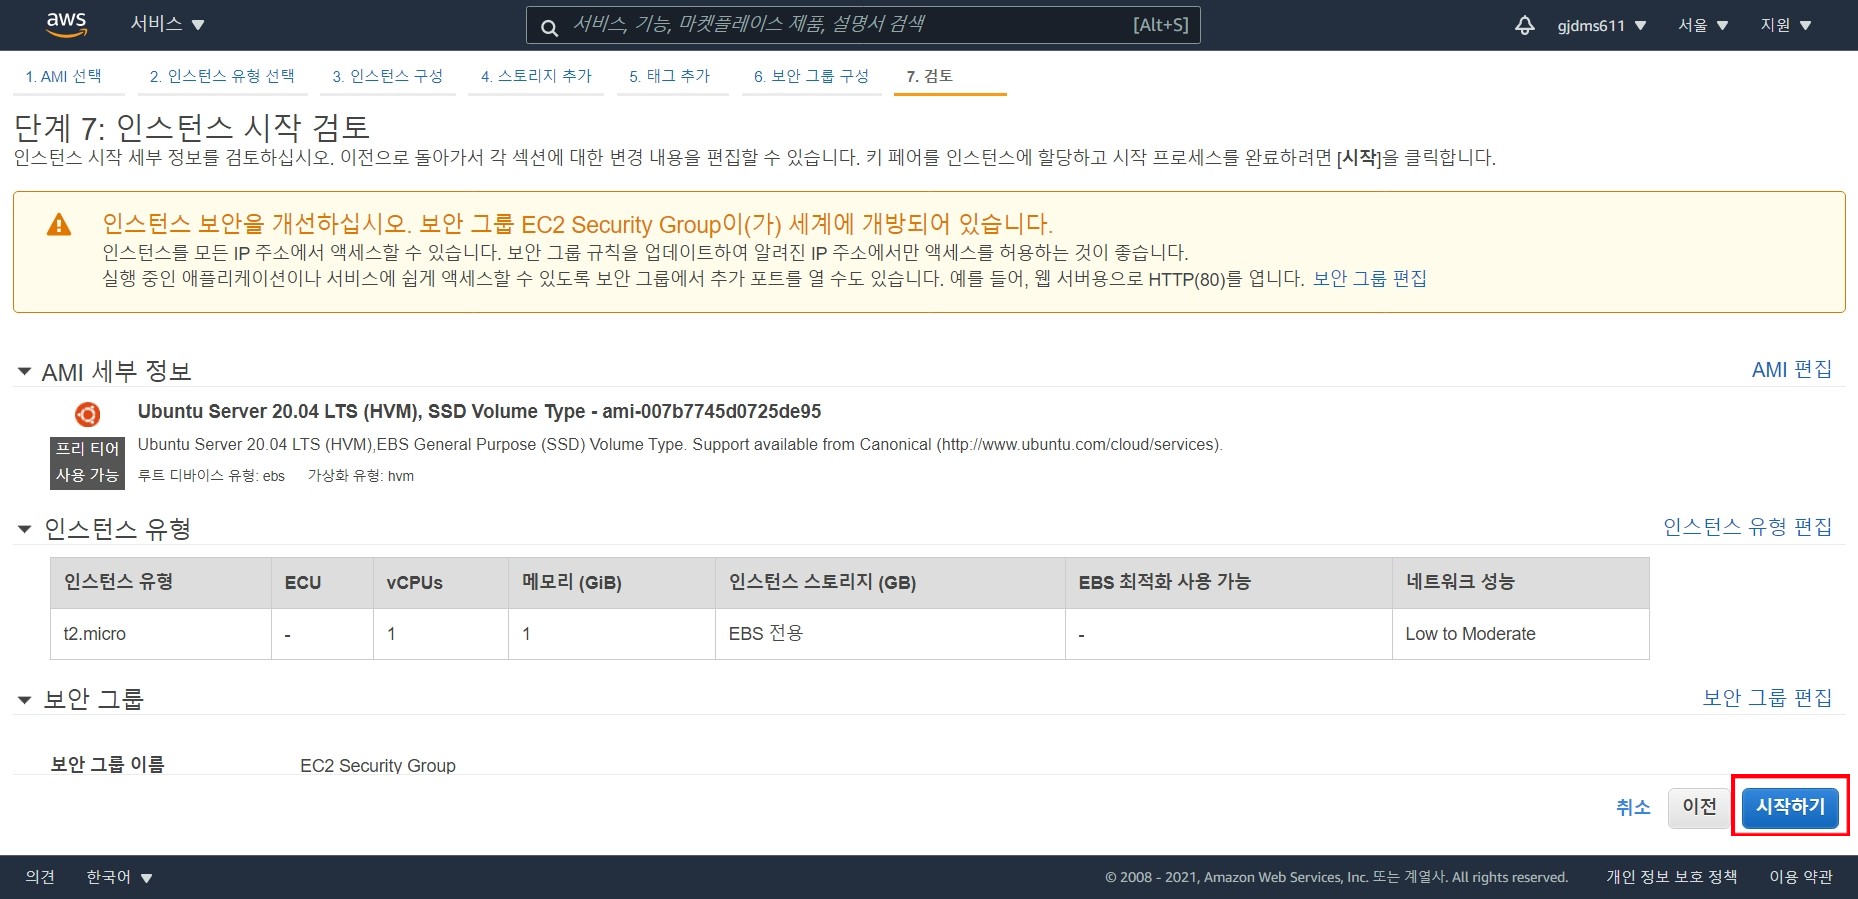 aws 서비스 ▼ 서비스, 기능, 마켓플레이스 제품, 설명서 검색 [Alt+S] gjdms611 ▼ 서울 ▼ 지원 ▼
1. AMI 선택 2. 인스턴스 유형 선택 3. 인스턴스 구성 4. 스토리지 추가 5. 태그 추가 6. 보안 그룹 구성 7. 검토
단계 7: 인스턴스 시작 검토
인스턴스 시작 세부 정보를 검토하십시오. 이전으로 돌아가서 각 섹션에 대한 변경 내용을 편집할 수 있습니다. 키 페어를 인스턴스에 할당하고 시작 프로세스를 완료하려면 [시작]을 클릭합니다.
인스턴스 보안을 개선하십시오. 보안 그룹 EC2 Security Group이(가) 세계에 개방되어 있습니다.
인스턴스를 모든 IP 주소에서 액세스할 수 있습니다. 보안 그룹 규칙을 업데이트하여 알려진 IP 주소에서만 액세스를 허용하는 것이 좋습니다.
실행 중인 애플리케이션이나 서비스에 쉽게 액세스할 수 있도록 보안 그룹에서 추가 포트를 열 수도 있습니다. 예를 들어, 웹 서버용으로 HTTP(80)를 엽니다. 보안 그룹 편집
AMI 세부 정보 AMI 편집
Ubuntu Server 20.04 LTS (HVM), SSD Volume Type - ami-007b7745d0725de95
프리 티어
사용 가능
Ubuntu Server 20.04 LTS (HVM),EBS General Purpose (SSD) Volume Type. Support available from Canonical (http://www.ubuntu.com/cloud/services).
루트 디바이스 유형: ebs 가상화 유형: hvm
인스턴스 유형 인스턴스 유형 편집
인스턴스 유형 ECU vCPUs 메모리 (GiB) 인스턴스 스토리지 (GB) EBS 최적화 사용 가능 네트워크 성능
t2.micro - 1 1 EBS 전용 - Low to Moderate
보안 그룹 보안 그룹 편집
보안 그룹 이름 EC2 Security Group
취소 이전 시작하기
의견 한국어 ▼ © 2008 - 2021, Amazon Web Services, Inc. 또는 계열사. All rights reserved. 개인 정보 보호 정책 이용 약관